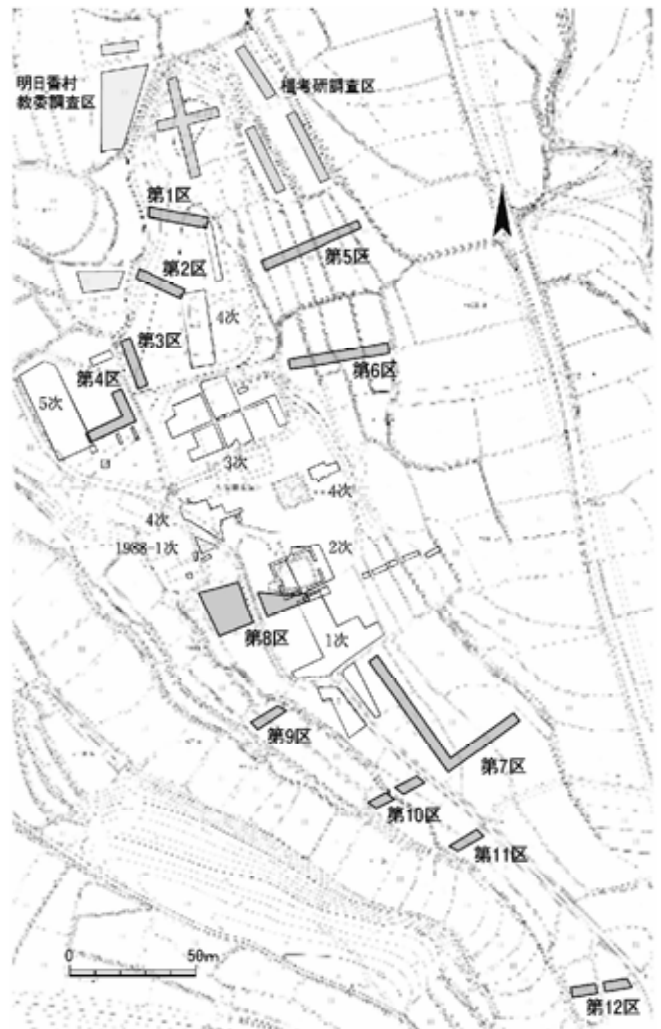 明日香村
教委調査区
橿考研調査区
第1区
第2区
第5区
4次
第3区
第6区
第4区
5次
3次
4次
4次
1988-1次
2次
第8区
1次
第9区
第7区
第10区
第11区
0 50m
第12区